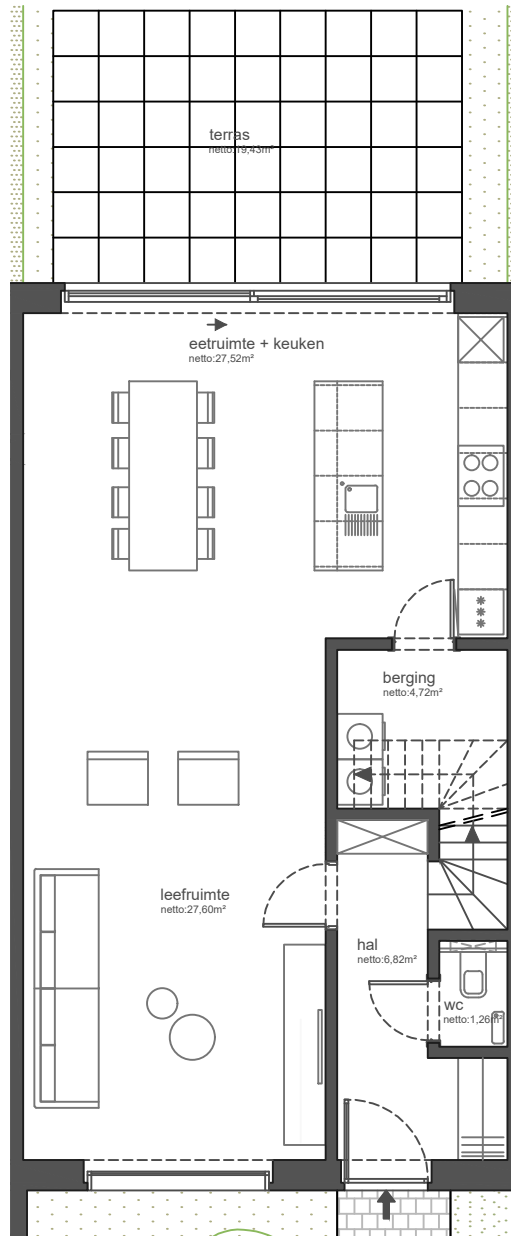 terras
netto:19,43m²
eetruimte + keuken
netto:27,52m²
berging
netto:4,72m²
leefruimte
netto:27,60m²
hal
netto:6,82m²
wc
netto:1,26m²